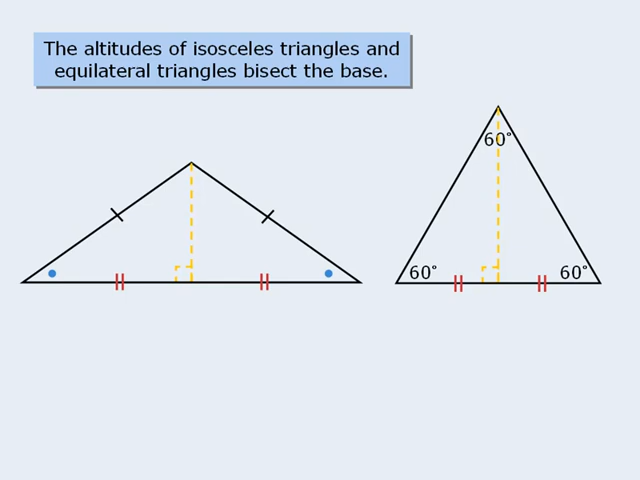 The altitudes of isosceles triangles and
equilateral triangles bisect the base.
60°
60°
60°